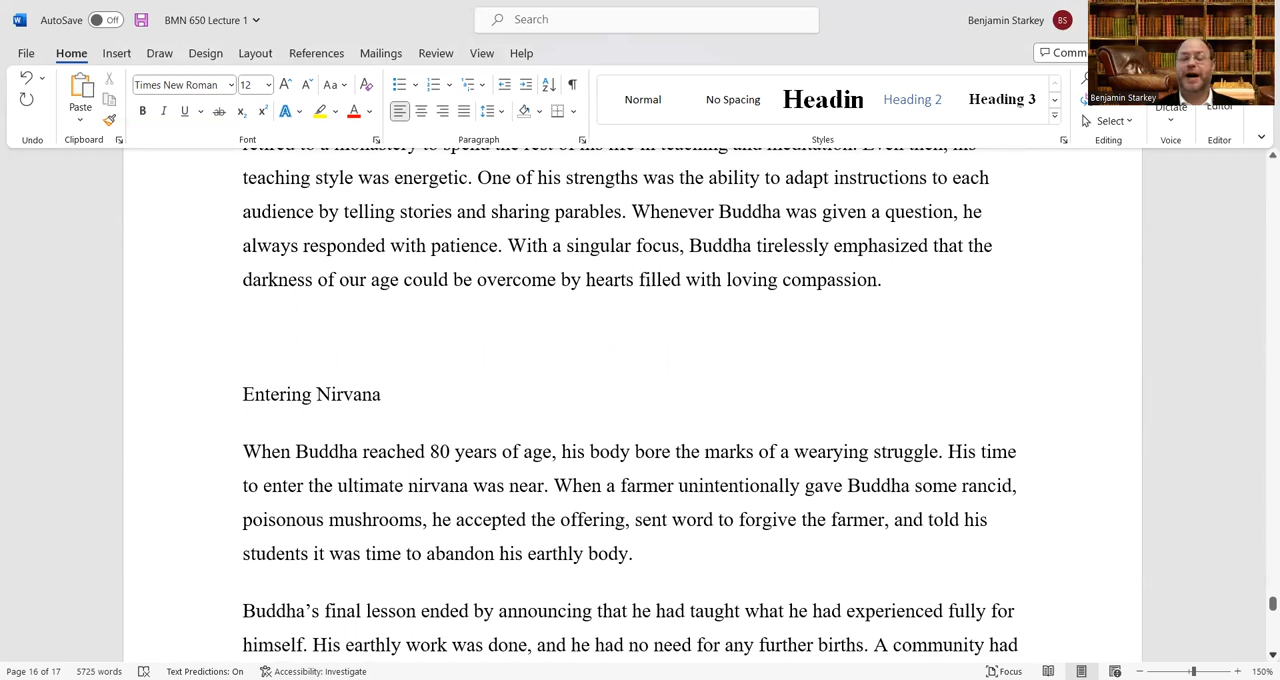 AutoSave
Off
BMN 650 Lecture 1
Search
Benjamin Starkey
BS
File
Home
Insert
Draw
Design
Layout
References
Mailings
Review
View
Help
Comm
Benjamin Starkey
Undo
Paste
Clipboard
Times New Roman
12
Font
Paragraph
Normal
No Spacing
Headin
Heading 2
Heading 3
Styles
Select
Editing
Dictate
Voice
Editor
Editor
retired to a monastery to spend the rest of his life in teaching and meditation. Even then, his
teaching style was energetic. One of his strengths was the ability to adapt instructions to each
audience by telling stories and sharing parables. Whenever Buddha was given a question, he
always responded with patience. With a singular focus, Buddha tirelessly emphasized that the
darkness of our age could be overcome by hearts filled with loving compassion.
Entering Nirvana
When Buddha reached 80 years of age, his body bore the marks of a wearying struggle. His time
to enter the ultimate nirvana was near. When a farmer unintentionally gave Buddha some rancid,
poisonous mushrooms, he accepted the offering, sent word to forgive the farmer, and told his
students it was time to abandon his earthly body.
Buddha’s final lesson ended by announcing that he had taught what he had experienced fully for
himself. His earthly work was done, and he had no need for any further births. A community had
Page 16 of 17
5725 words
Text Predictions: On
Accessibility: Investigate
Focus
150%